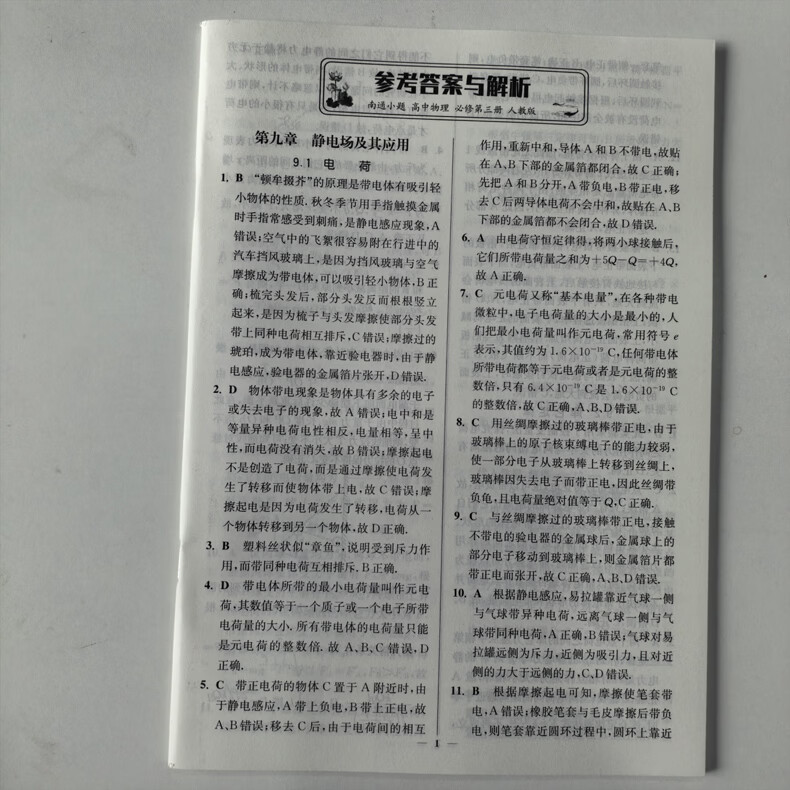 参考答案与解析
南通小题 高中物理 必修第三册 人教版
第九章 静电场及其应用
9.1 电 荷
1. B “顿牟掇芥”的原理是带电体有吸引轻
小物体的性质. 秋冬季节用手指触摸金属
时手指常感受到刺痛,是静电感应现象,A
错误;空气中的飞絮很容易附在行进中的
汽车挡风玻璃上,是因为挡风玻璃与空气
摩擦成为带电体,可以吸引轻小物体,B正
确;梳完头发后,部分头发反而根根竖立
起来,是因为梳子与头发摩擦使部分头发
带上同种电荷相互排斥,C错误;摩擦过的
琥珀,成为带电体,靠近验电器时,由于静
电感应,验电器的金属箔片张开,D错误.
2. D 物体带电现象是物体具有多余的电子
或失去电子的现象,故A错误;电中和是
等量异种电荷电性相反,电量相等,呈中
性,而电荷没有消失,故B错误;摩擦起电
不是创造了电荷,而是通过摩擦使电荷发
生了转移而使物体带上电,故C错误;摩
擦起电是因为电荷发生了转移,电荷从一
个物体转移到另一个物体,故D正确.
3. B 塑料丝状似“章鱼”,说明受到斥力作
用,而带同种电荷互相排斥. B正确.
4. D 带电体所带的最小电荷量叫作元电
荷,其数值等于一个质子或一个电子所带
电荷量的大小. 所有带电体的电荷量只能
是元电荷的整数倍. 故A、B、C错误,D
正确.
5. C 带正电荷的物体C置于A附近时,由
于静电感应,A带上负电,B带上正电,故
A、B错误;移去C后,由于电荷间的相互
作用,重新中和,导体A和B不带电,故贴
在A、B下部的金属箔都闭合,故C正确;
先把A和B分开,A带负电,B带正电,移
去C后两导体电荷不会中和,故贴在A、B
下部的金属箔都不会闭合,故D错误.
6. A 由电荷守恒定律得,将两小球接触后,
它们所带电荷量之和为+5Q-Q=+4Q,
故A正确.
7. C 元电荷又称“基本电量”,在各种带电
微粒中,电子电荷量的大小是最小的,人
们把最小电荷量叫作元电荷,常用符号e
表示,其值约为1.6×10⁻¹⁹ C,任何带电体
所带电荷都等于元电荷或者是元电荷的整
数倍,只有6.4×10⁻¹⁹ C是1.6×10⁻¹⁹ C
的整数倍,故C正确,A、B、D错误.
8. C 用丝绸摩擦过的玻璃棒带正电,由于
玻璃棒上的原子核束缚电子的能力较弱,
使一部分电子从玻璃棒上转移到丝绸上,
玻璃棒因失去电子而带正电,因此丝绸带
负电,且电荷量绝对值等于Q,C正确.
9. C 与丝绸摩擦过的玻璃棒带正电,接触
不带电的验电器的金属球后,金属球上的
部分电子移动到玻璃棒上,则金属箔片都
带正电而张开,故C正确,A、B、D错误.
10. A 根据静电感应,易拉罐靠近气球一侧
与气球带异种电荷,远离气球一侧与气
球带同种电荷,A正确,B错误;气球对易
拉罐远侧为斥力,近侧为吸引力,且对近
侧的力大于远侧的力,C、D错误.
11. B 根据摩擦起电可知,摩擦使笔套带
电,A错误;橡胶笔套与毛皮摩擦后带负
电,则笔套靠近圆环过程中,圆环上靠近
— 1 —